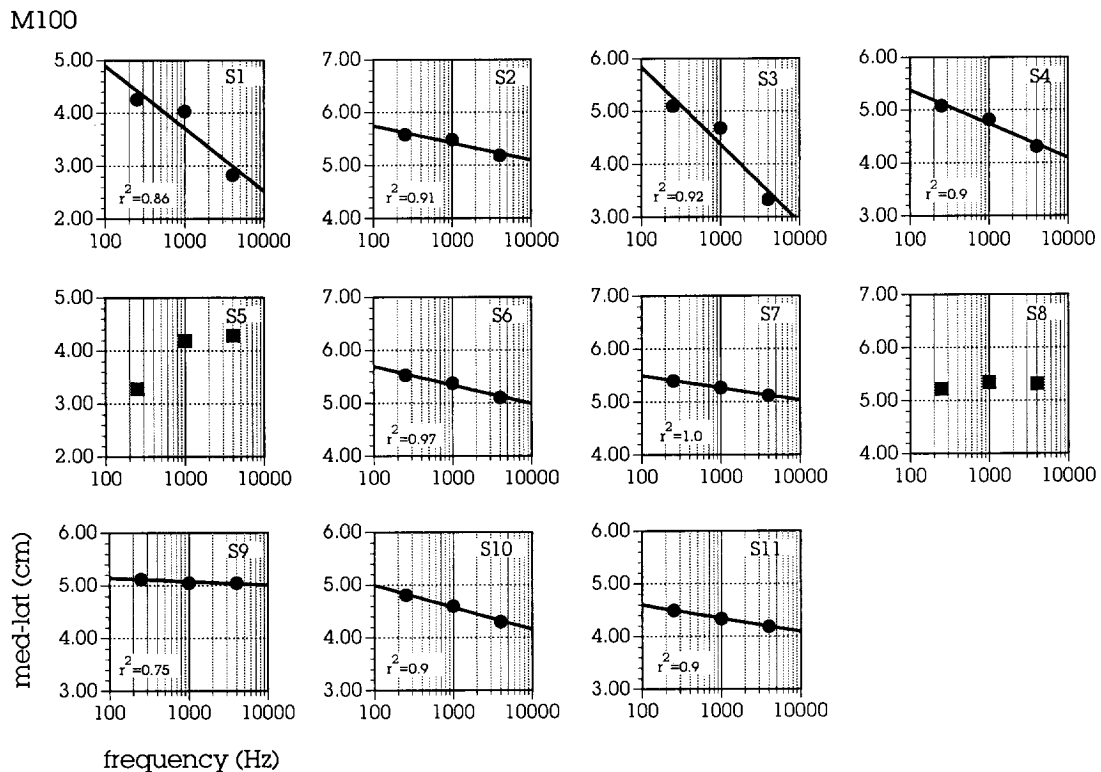 M100
5.00 7.00 6.00 6.00
S1 S2 S3 S4
4.00 6.00 5.00 5.00
3.00 5.00 4.00 4.00
r²=0.86 r²=0.91 r²=0.92 r²=0.9
2.00 4.00 3.00 3.00
100 1000 10000 100 1000 10000 100 1000 10000 100 1000 10000
5.00 7.00 7.00 7.00
S5 S6 S7 S8
4.00 6.00 6.00 6.00
3.00 5.00 5.00 5.00
r²=0.97 r²=1.0
2.00 4.00 4.00 4.00
100 1000 10000 100 1000 10000 100 1000 10000 100 1000 10000
6.00 6.00 6.00
S9 S10 S11
5.00 5.00 5.00
4.00 4.00 4.00
r²=0.75 r²=0.9 r²=0.9
3.00 3.00 3.00
100 1000 10000 100 1000 10000 100 1000 10000
med-lat (cm)
frequency (Hz)